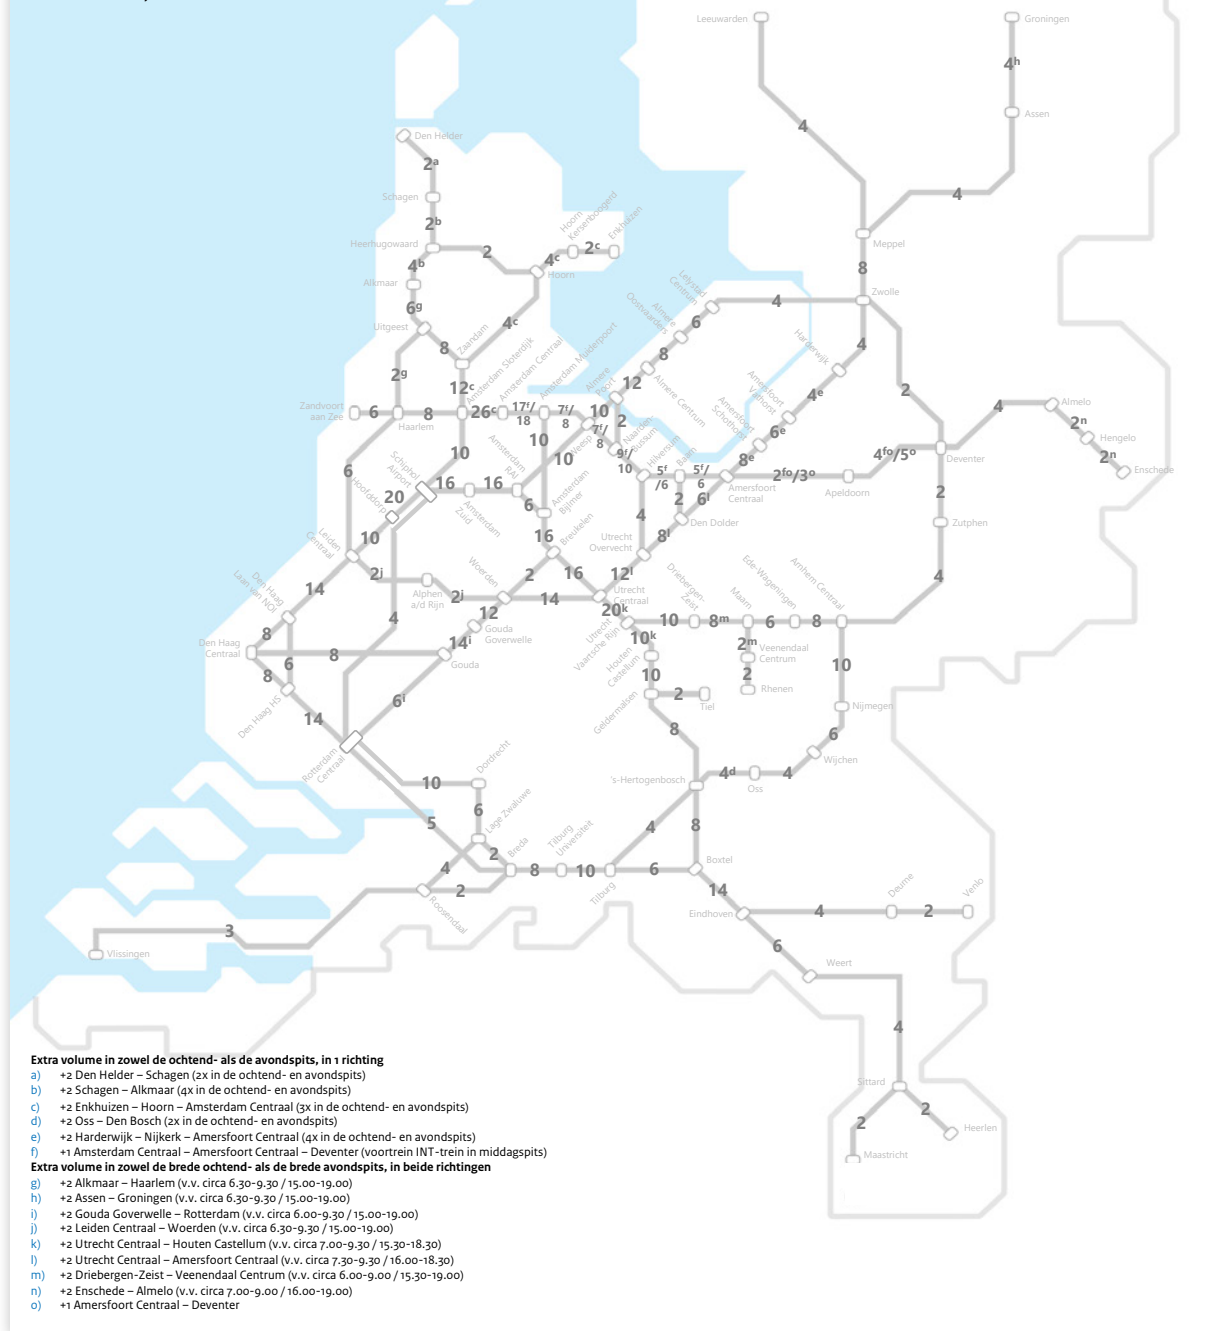 Leeuwarden
Groningen
4h
Assen
4
4
Den Helder
2a
Schagen
2b
Heerhugowaard
2
4b
Alkmaar
6g
Uitgeest
Hoorn
Kersenboogerd
Enkhuizen
4c
2c
Hoorn
4c
Meppel
8
Zwolle
Lelystad
Centrum
4
Almere
Oostvaarders
6
8
Zaandam
8
2g
12c
Amsterdam Sloterdijk
Amsterdam Centraal
Amsterdam Muiderpoort
Almere
Poort
12
Almere Centrum
Harderwijk
4
4e
2
Zandvoort
aan Zee
6
Haarlem
8
26c
17f/
18
7f/
8
10
2
7f/
8
Weesp
Naarden-
Bussum
9f/
10
Hilversum
Baarn
Amersfoort
Schothorst
Amersfoort
Vathorst
6e
8e
4
Almelo
2n
Hengelo
2n
Enschede
6
10
Schiphol
Airport
Hoofddorp
20
16
Amsterdam
Zuid
16
Amsterdam
RAI
10
10
6
Amsterdam
Bijlmer
5f
/6
5f/
6
Amersfoort
Centraal
2fo/3o
Apeldoorn
4fo/5o
Deventer
2
6l
Den Dolder
2
Zutphen
4
8l
Utrecht
Overvecht
16
Breukelen
Leiden
Centraal
10
2j
Alphen
a/d Rijn
2j
Woerden
2
16
12l
Utrecht
Centraal
4
14
Den Haag
Laan van NOI
14
12
Gouda
Goverwelle
14i
Gouda
20k
Utrecht
Vaartsche Rijn
10
Driebergen-
Zeist
8m
Maarn
6
Ede-Wageningen
8
Arnhem Centraal
Den Haag
Centraal
8
8
6
8
4
10k
Houten
Castellum
10
2m
Veenendaal
Centrum
2
Rhenen
10
Nijmegen
Den Haag HS
14
6i
Geldermalsen
2
Tiel
8
6
Wijchen
Rotterdam
Centraal
10
Dordrecht
6
Lage Zwaluwe
's-Hertogenbosch
4d
4
Oss
5
2
4
Breda
8
Tilburg
Universiteit
10
Tilburg
4
8
6
Boxtel
Roosendaal
2
14
Eindhoven
4
Deurne
2
Venlo
3
Vlissingen
6
Weert
4
Sittard
2
2
Heerlen
Maastricht
Extra volume in zowel de ochtend- als de avondspits, in 1 richting
a) +2 Den Helder – Schagen (2x in de ochtend- en avondspits)
b) +2 Schagen – Alkmaar (4x in de ochtend- en avondspits)
c) +2 Enkhuizen – Hoorn – Amsterdam Centraal (3x in de ochtend- en avondspits)
d) +2 Oss – Den Bosch (2x in de ochtend- en avondspits)
e) +2 Harderwijk – Nijkerk – Amersfoort Centraal (4x in de ochtend- en avondspits)
f) +1 Amsterdam Centraal – Amersfoort Centraal – Deventer (voortrein INT-trein in middagspits)
Extra volume in zowel de brede ochtend- als de brede avondspits, in beide richtingen
g) +2 Alkmaar – Haarlem (v.v. circa 6.30-9.30 / 15.00-19.00)
h) +2 Assen – Groningen (v.v. circa 6.30-9.30 / 15.00-19.00)
i) +2 Gouda Goverwelle – Rotterdam (v.v. circa 6.00-9.30 / 15.00-19.00)
j) +2 Leiden Centraal – Woerden (v.v. circa 6.30-9.30 / 15.00-19.00)
k) +2 Utrecht Centraal – Houten Castellum (v.v. circa 7.00-9.30 / 15.30-18.30)
l) +2 Utrecht Centraal – Amersfoort Centraal (v.v. circa 7.30-9.30 / 16.00-18.30)
m) +2 Driebergen-Zeist – Veenendaal Centrum (v.v. circa 6.00-9.00 / 15.30-19.00)
n) +2 Enschede – Almelo (v.v. circa 7.00-9.00 / 16.00-19.00)
o) +1 Amersfoort Centraal – Deventer